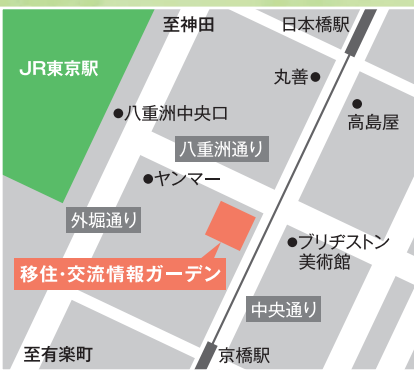 至神田
日本橋駅
JR東京駅
丸善
八重洲中央口
高島屋
八重洲通り
ヤンマー
外堀通り
ブリヂストン
美術館
移住・交流情報ガーデン
中央通り
至有楽町
京橋駅